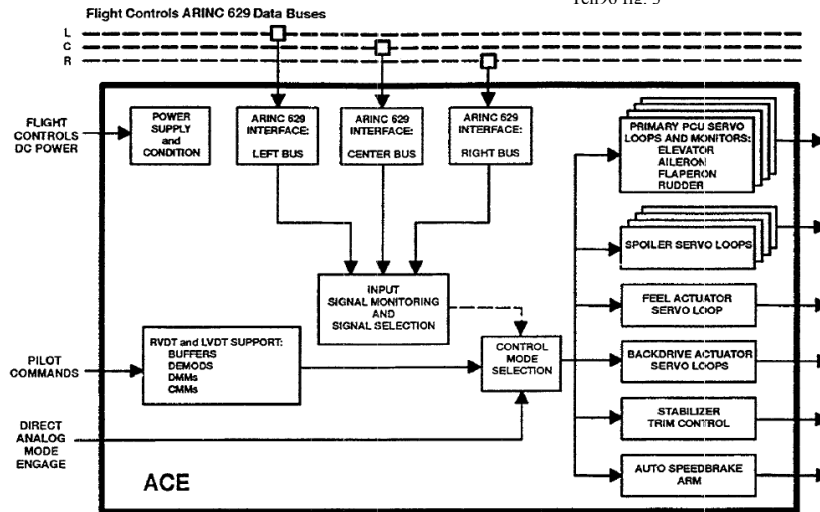 Yeh96 fig. 3
Flight Controls ARINC 629 Data Buses
L
C
R
FLIGHT
CONTROLS
DC POWER
POWER
SUPPLY
and
CONDITION
ARINC 629
INTERFACE:
LEFT BUS
ARINC 629
INTERFACE:
CENTER BUS
ARINC 629
INTERFACE:
RIGHT BUS
PRIMARY PCU SERVO
LOOPS AND MONITORS:
ELEVATOR
AILERON
FLAPERON
RUDDER
SPOILER SERVO LOOPS
INPUT
SIGNAL MONITORING
AND
SIGNAL SELECTION
FEEL ACTUATOR
SERVO LOOP
PILOT
COMMANDS
RVDT and LVDT SUPPORT:
BUFFERS
DEMODS
DMMs
CMMs
CONTROL
MODE
SELECTION
BACKDRIVE ACTUATOR
SERVO LOOPS
DIRECT
ANALOG
MODE
ENGAGE
STABILIZER
TRIM CONTROL
AUTO SPEEDBRAKE
ARM
ACE